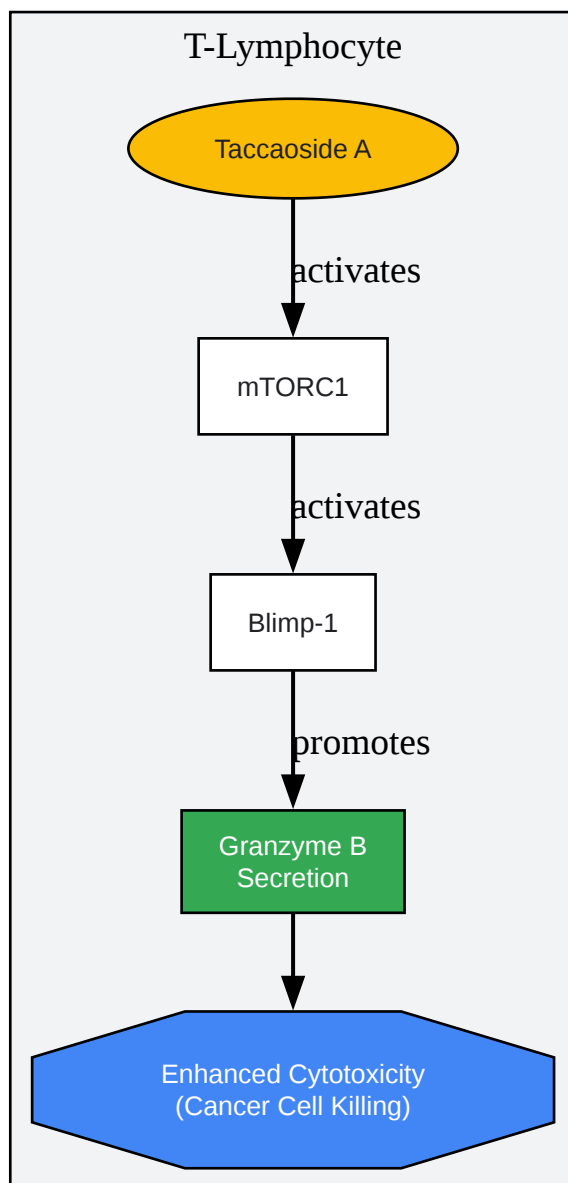 T-Lymphocyte
Taccaoside A
activates
mTORC1
activates
Blimp-1
promotes
Granzyme B
Secretion
Enhanced Cytotoxicity
(Cancer Cell Killing)